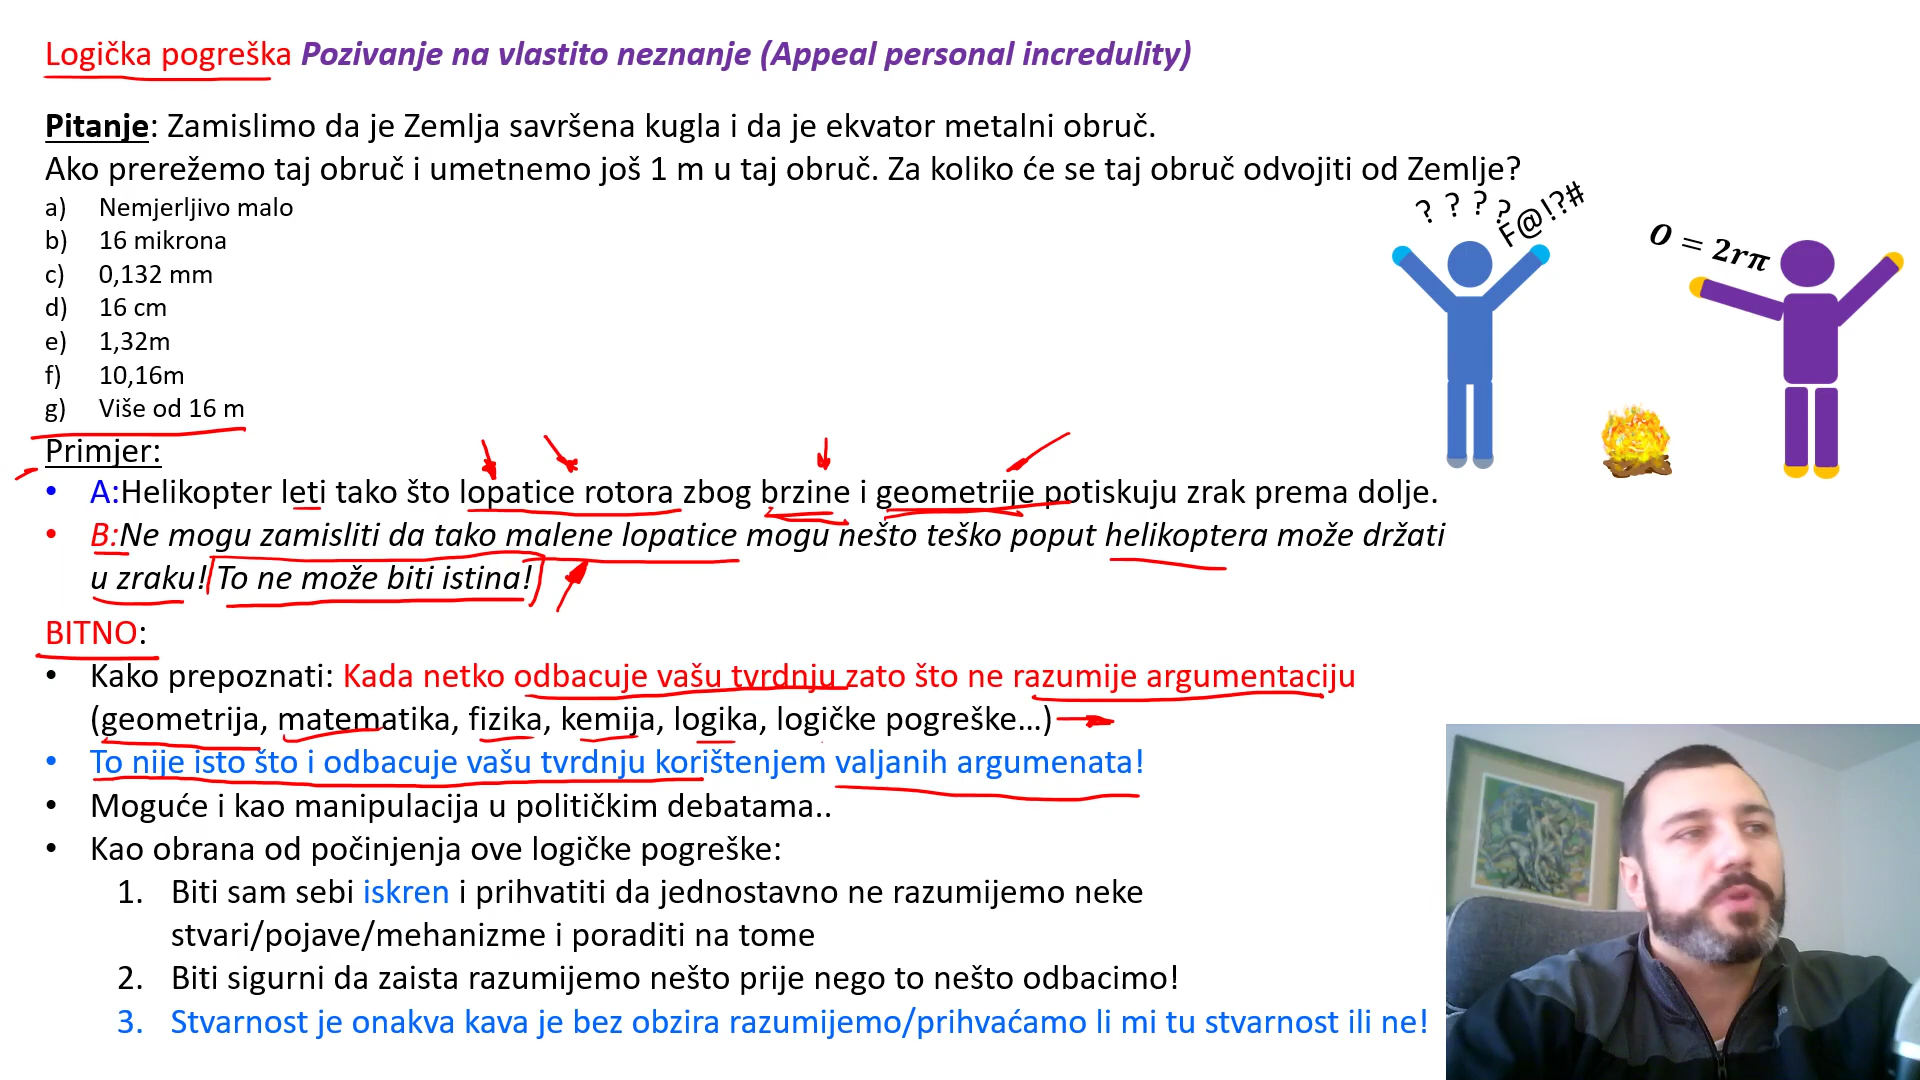 Logička pogreška Pozivanje na vlastito neznanje (Appeal personal incredulity)
Pitanje: Zamislimo da je Zemlja savršena kugla i da je ekvator metalni obruč.
Ako prerežemo taj obruč i umetnemo još 1 m u taj obruč. Za koliko će se taj obruč odvojiti od Zemlje?
a) Nemjerljivo malo
b) 16 mikrona
c) 0,132 mm
d) 16 cm
e) 1,32m
f) 10,16m
g) Više od 16 m
? ? ? ?
F@!?#
O = 2rπ
Primjer:
• A:Helikopter leti tako što lopatice rotora zbog brzine i geometrije potiskuju zrak prema dolje.
• B:Ne mogu zamisliti da tako malene lopatice mogu nešto teško poput helikoptera može držati
u zraku! To ne može biti istina!
BITNO:
• Kako prepoznati: Kada netko odbacuje vašu tvrdnju zato što ne razumije argumentaciju
(geometrija, matematika, fizika, kemija, logika, logičke pogreške...)
• To nije isto što i odbacuje vašu tvrdnju korištenjem valjanih argumenata!
• Moguće i kao manipulacija u političkim debatama..
• Kao obrana od počinjenja ove logičke pogreške:
1. Biti sam sebi iskren i prihvatiti da jednostavno ne razumijemo neke
stvari/pojave/mehanizme i poraditi na tome
2. Biti sigurni da zaista razumijemo nešto prije nego to nešto odbacimo!
3. Stvarnost je onakva kava je bez obzira razumijemo/prihvaćamo li mi tu stvarnost ili ne!